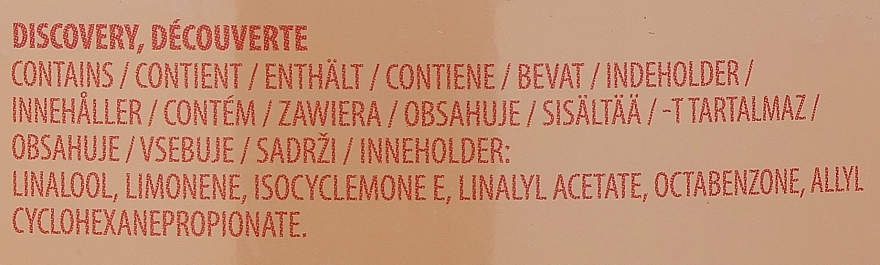 DISCOVERY, DÉCOUVERTE
CONTAINS / CONTIENT / ENTHÄLT / CONTIENE / BEVAT / INDEHOLDER /
INNEHÅLLER / CONTÉM / ZAWIERA / OBSAHUJE / SISÄLTÄÄ / -T TARTALMAZ /
OBSAHUJE / VSEBUJE / SADRŽI / INNEHOLDER:
LINALOOL, LIMONENE, ISOCYCLEMONE E, LINALYL ACETATE, OCTABENZONE, ALLYL
CYCLOHEXANEPROPIONATE.